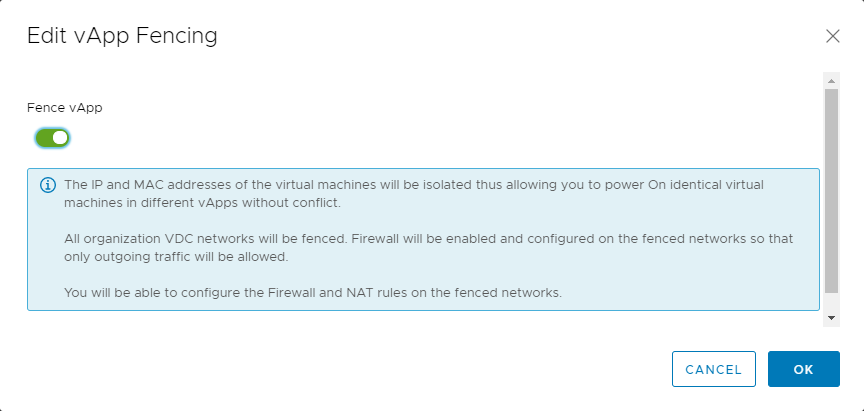 Edit vApp Fencing
Fence vApp
The IP and MAC addresses of the virtual machines will be isolated thus allowing you to power On identical virtual
machines in different vApps without conflict.
All organization VDC networks will be fenced. Firewall will be enabled and configured on the fenced networks so that
only outgoing traffic will be allowed.
You will be able to configure the Firewall and NAT rules on the fenced networks.
CANCEL
OK